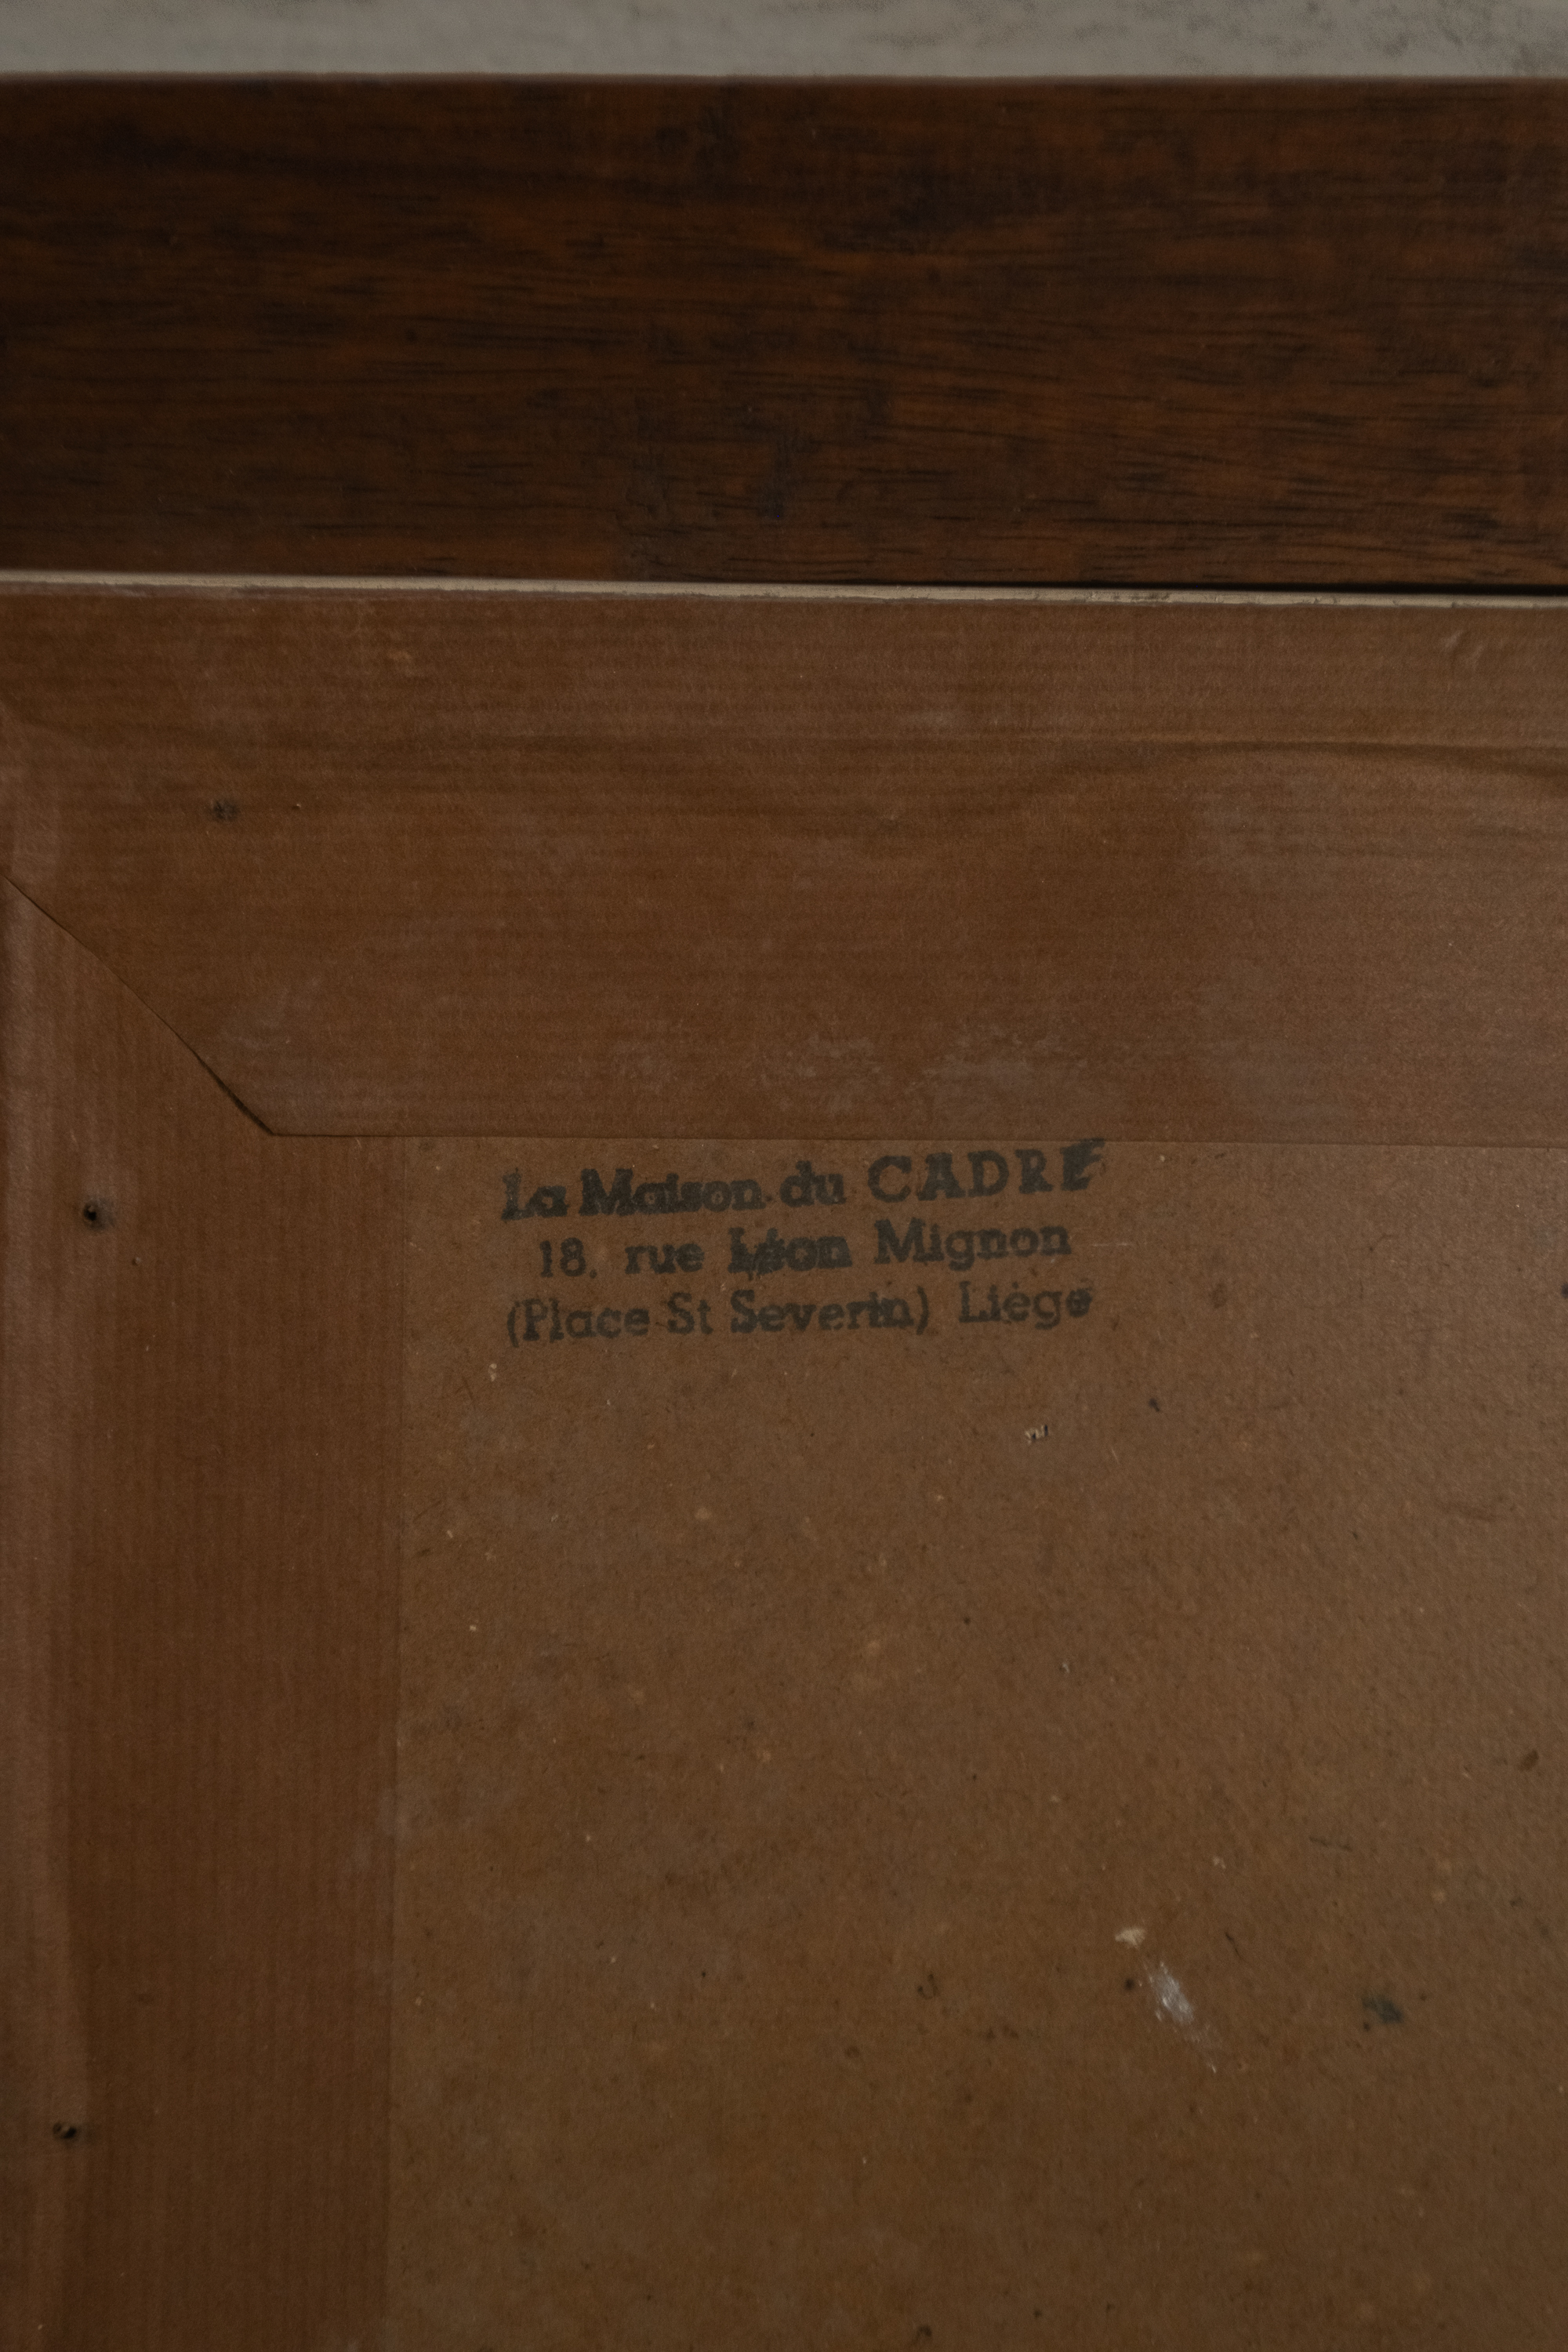 La Maison du CADRE
18, rue Léon Mignon
(Place St Severin) Liège